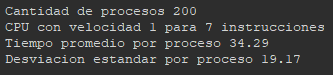 Cantidad de procesos 200
CPU con velocidad 1 para 7 instrucciones
Tiempo promedio por proceso 34.29
Desviacion estandar por proceso 19.17